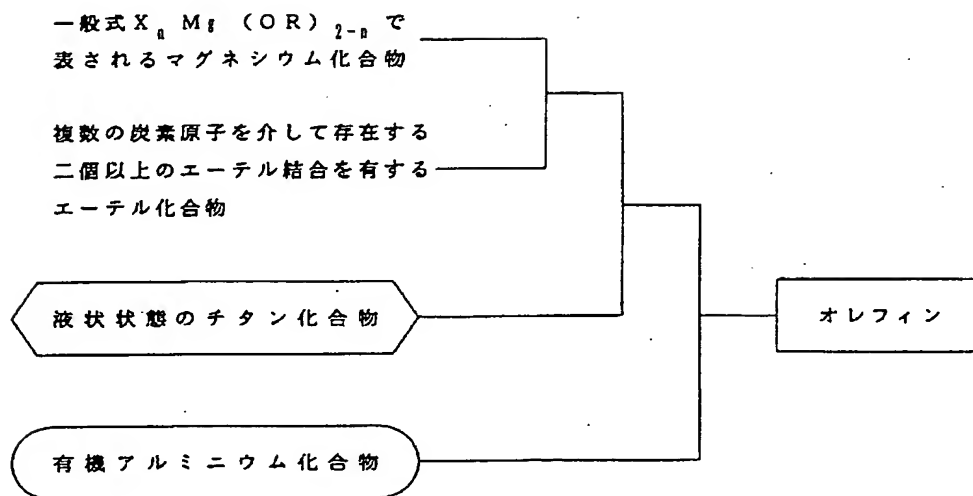 一般式XnMg(OR)2-nで
表されるマグネシウム化合物
複数の炭素原子を介して存在する
二個以上のエーテル結合を有する
エーテル化合物
液状状態のチタン化合物
オレフィン
有機アルミニウム化合物